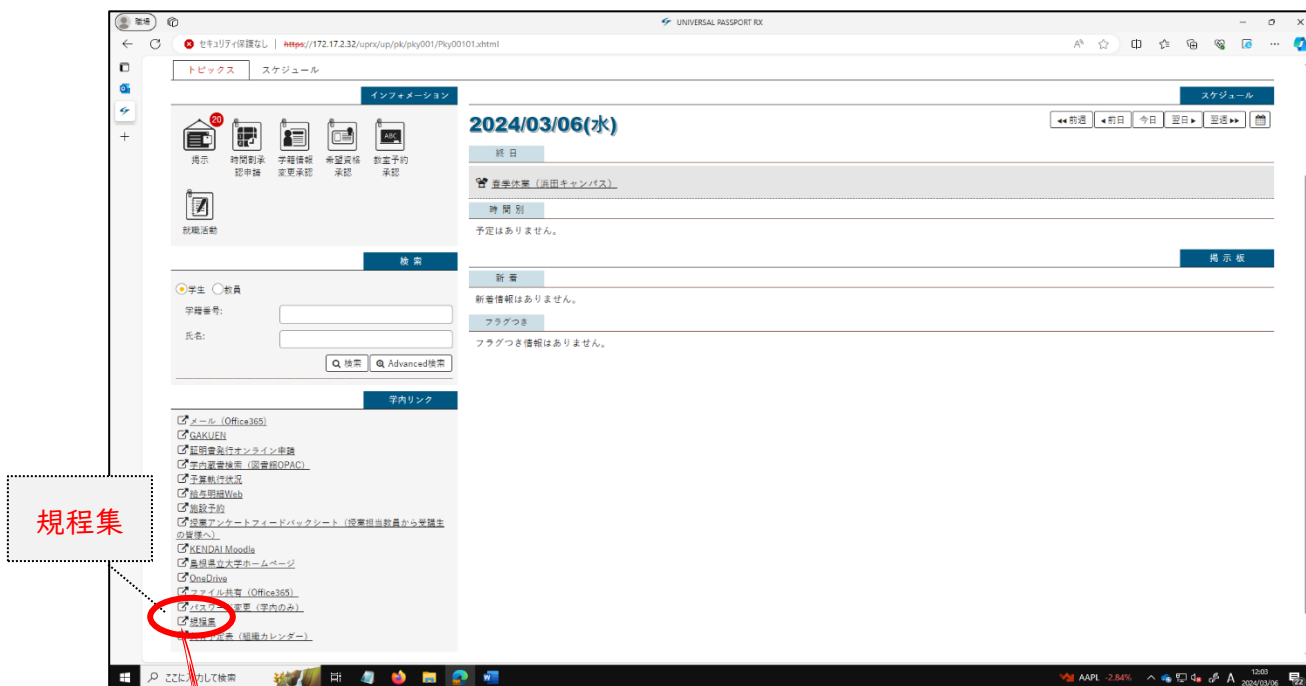 職場
UNIVERSAL PASSPORT RX
セキュリティ保護なし | https://172.17.2.32/uprx/up/pk/pky001/Pky00101.xhtml
トピックス スケジュール
インフォメーション
20
掲示
時間割承認申請
学籍情報変更承認
希望資格承認
ABC
教室予約承認
就職活動
検索
学生 教員
学籍番号:
氏名:
検索 Advanced検索
学内リンク
メール（Office365）
GAKUEN
証明書発行オンライン申請
学内蔵書検索（図書館OPAC）
予算執行状況
給与明細Web
施設予約
授業アンケートフィードバックシート（授業担当教員から受講生
の皆様へ）
KENDAI Moodle
島根県立大学ホームページ
OneDrive
ファイル共有（Office365）
パスワード変更（学内のみ）
規程集
定表（組織カレンダー）
規程集
スケジュール
2024/03/06(水)
前週 前日 今日 翌日 翌週
終日
春季休業（浜田キャンパス）
時間別
予定はありません。
掲示板
新着
新着情報はありません。
フラグつき
フラグつき情報はありません。
ここに入力して検索
AAPL -2.84%
A
12:03
2024/03/06
22